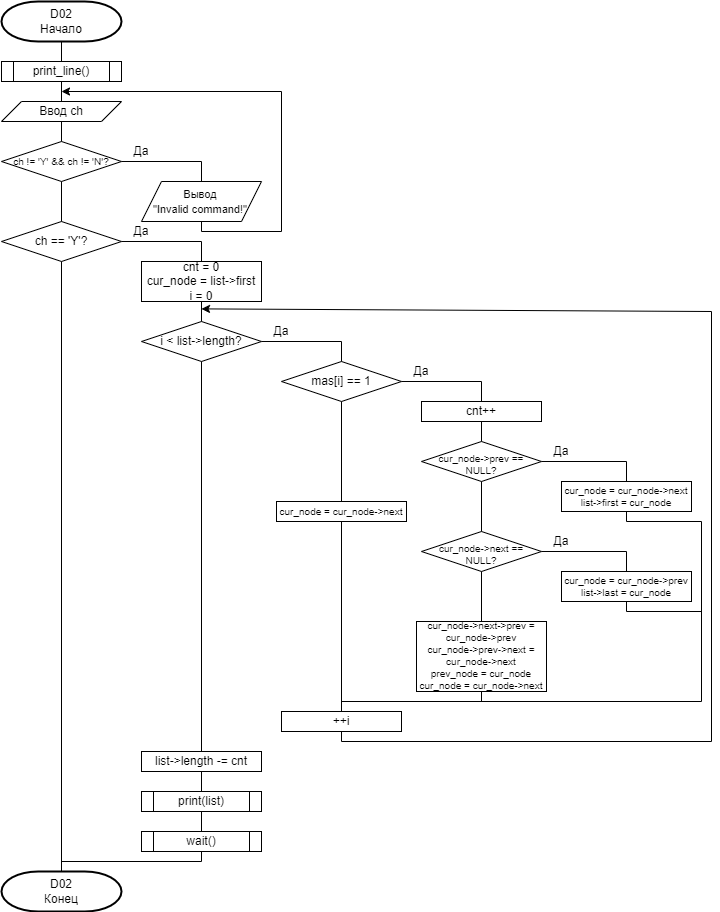 D02
Начало
print_line()
Ввод ch
Да
ch != 'Y' && ch != 'N'?
Вывод
"Invalid command!"
Да
ch == 'Y'?
cnt = 0
cur_node = list->first
i = 0
Да
i < list->length?
Да
mas[i] == 1
cnt++
Да
cur_node->prev ==
NULL?
cur_node = cur_node->next
list->first = cur_node
cur_node = cur_node->next
Да
cur_node->next ==
NULL?
cur_node = cur_node->prev
list->last = cur_node
cur_node->next->prev =
cur_node->prev
cur_node->prev->next =
cur_node->next
prev_node = cur_node
cur_node = cur_node->next
++i
list->length -= cnt
print(list)
wait()
D02
Конец